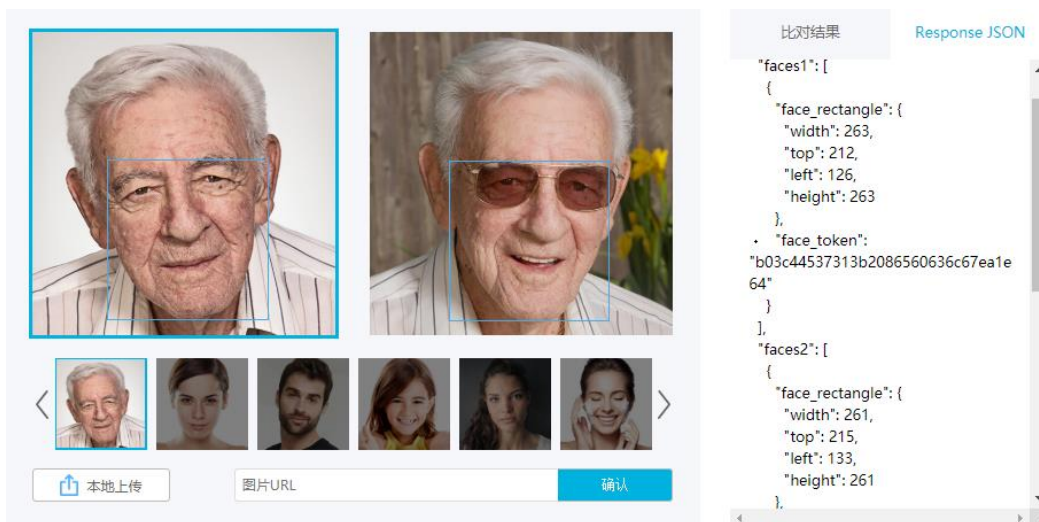 比对结果
Response JSON
"faces1": [
{
"face_rectangle": {
"width": 263,
"top": 212,
"left": 126,
"height": 263
},
"face_token":
"b03c44537313b2086560636c67ea1e
64"
}
],
"faces2": [
{
"face_rectangle": {
"width": 261,
"top": 215,
"left": 133,
"height": 261
},
本地上传
图片URL
确认